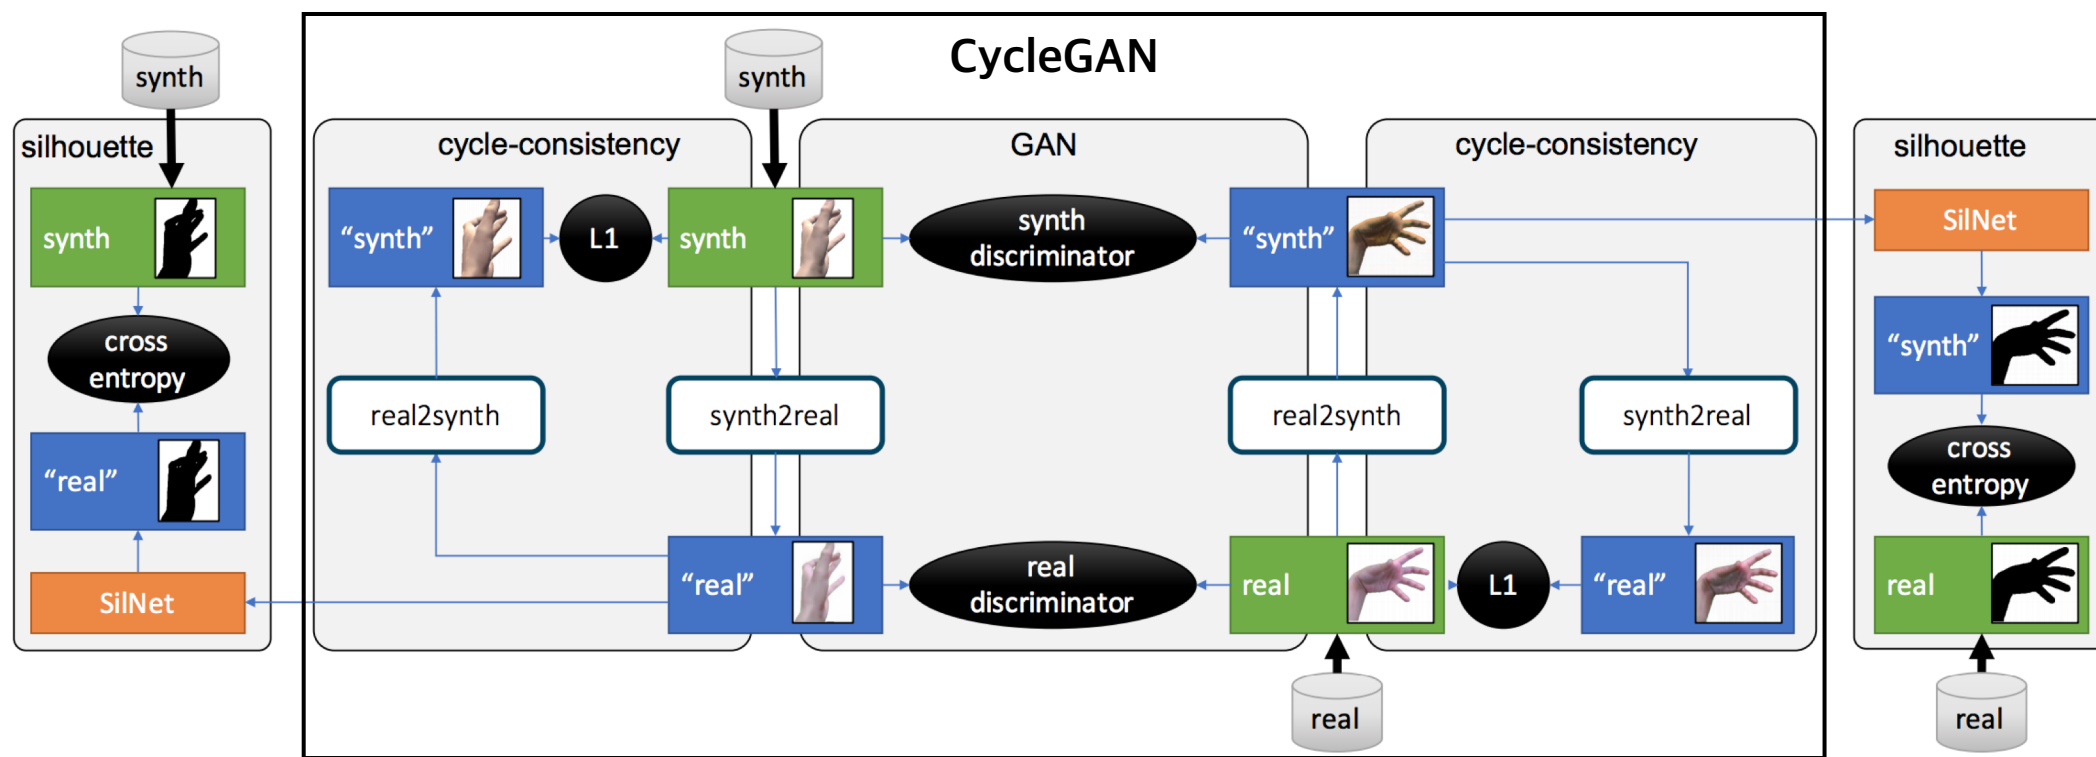 CycleGAN
synth
synth
silhouette
cycle-consistency
GAN
cycle-consistency
silhouette
synth
“synth”
L1
synth
synth
discriminator
“synth”
SilNet
cross
entropy
“synth”
real2synth
synth2real
real2synth
synth2real
“real”
cross
entropy
SilNet
“real”
real
discriminator
real
L1
“real”
real
real
real